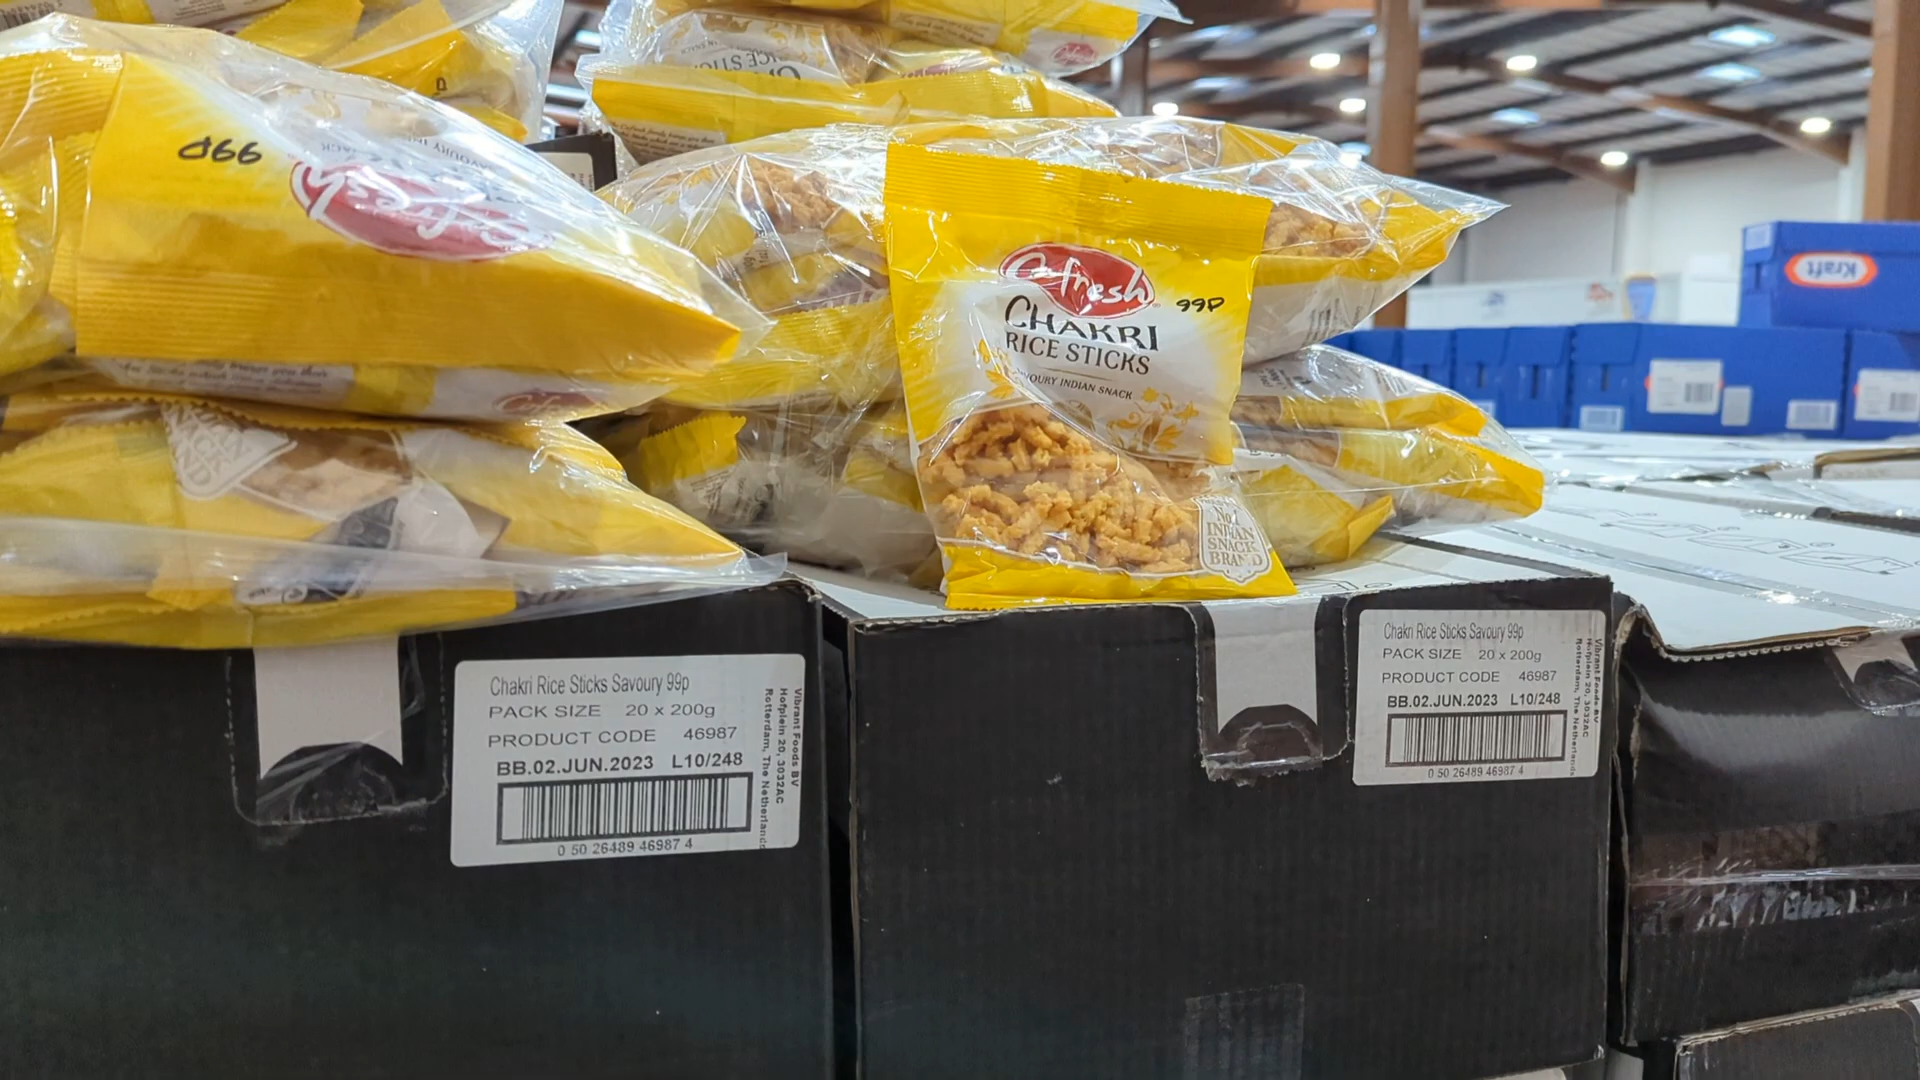 99P
Cofresh
99P
CHAKRI
RICE STICKS
SAVOURY INDIAN SNACK
No.1
INDIAN
SNACK
BRAND
Kraft
Chakri Rice Sticks Savoury 99p
PACK SIZE 20 x 200g
PRODUCT CODE 46987
BB.02.JUN.2023 L10/248
0 50 26489 46987 4
Vibrant Foods BV
Hofplein 20, 3032AC
Rotterdam, The Netherlands
Chakri Rice Sticks Savoury 99p
PACK SIZE 20 x 200g
PRODUCT CODE 46987
BB.02.JUN.2023 L10/248
0 50 26489 46987 4
Vibrant Foods BV
Hofplein 20, 3032AC
Rotterdam, The Netherlands